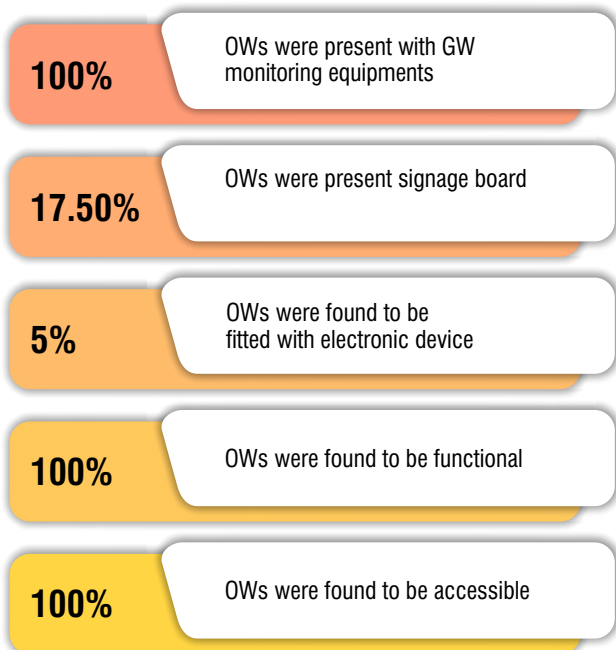 100%
OWs were present with GW
monitoring equipments
17.50%
OWs were present signage board
5%
OWs were found to be
fitted with electronic device
100%
OWs were found to be functional
100%
OWs were found to be accessible